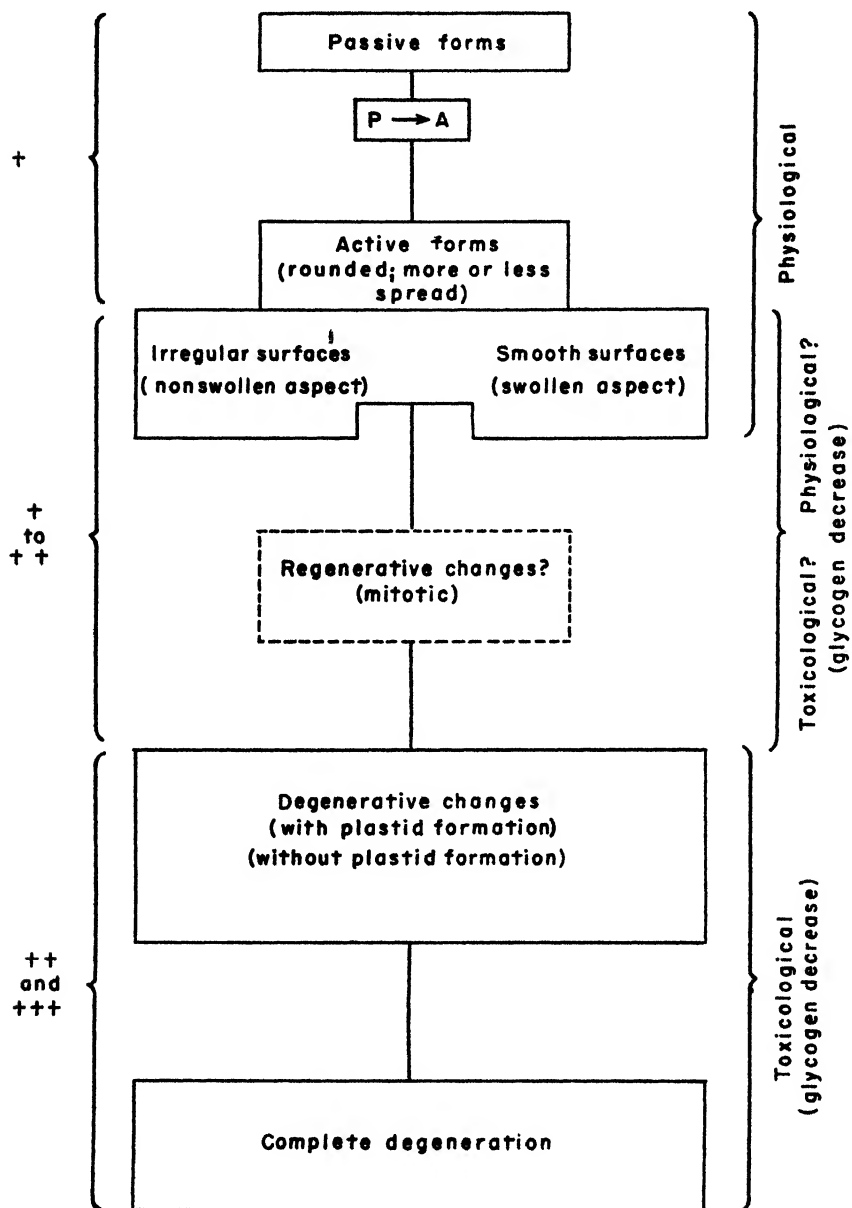 Passive forms
P → A
+
Active forms
(rounded; more or less
spread)
Physiological
Irregular surfaces
(nonswollen aspect)
Smooth surfaces
(swollen aspect)
+
to
+ +
Regenerative changes?
(mitotic)
Toxicological? Physiological?
(glycogen decrease)
Degenerative changes
(with plastid formation)
(without plastid formation)
++
and
+++
Toxicological
(glycogen decrease)
Complete degeneration